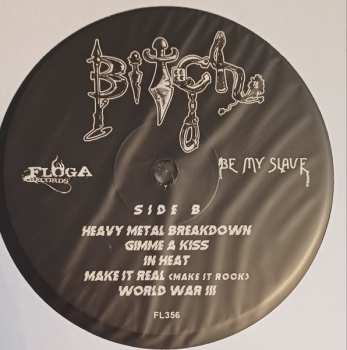 Bitch
FLOGA
RECORDS
BE MY SLAVE
SIDE B
HEAVY METAL BREAKDOWN
GIMME A KISS
IN HEAT
MAKE IT REAL (MAKE IT ROCK)
WORLD WAR III
FL356